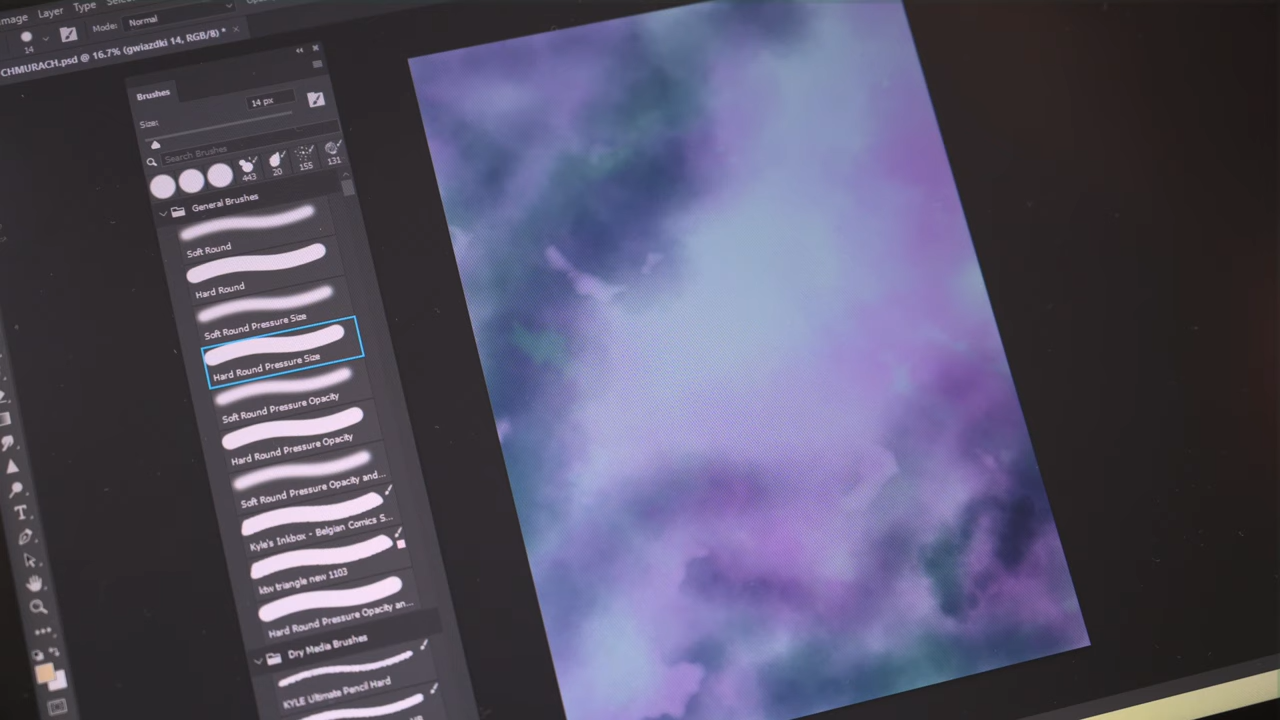 Image Layer Type
14 Mode: Normal
CHMURACH.psd @ 16.7% (gwiazdki 14, RGB/8) *
Brushes
Size: 14 px
Search Brushes
443 20 155 131
General Brushes
Soft Round
Hard Round
Soft Round Pressure Size
Hard Round Pressure Size
Soft Round Pressure Opacity
Hard Round Pressure Opacity
Soft Round Pressure Opacity and...
Kyle's Inkbox - Belgian Comics S...
ktw triangle new 1103
Hard Round Pressure Opacity an...
Dry Media Brushes
KYLE Ultimate Pencil Hard